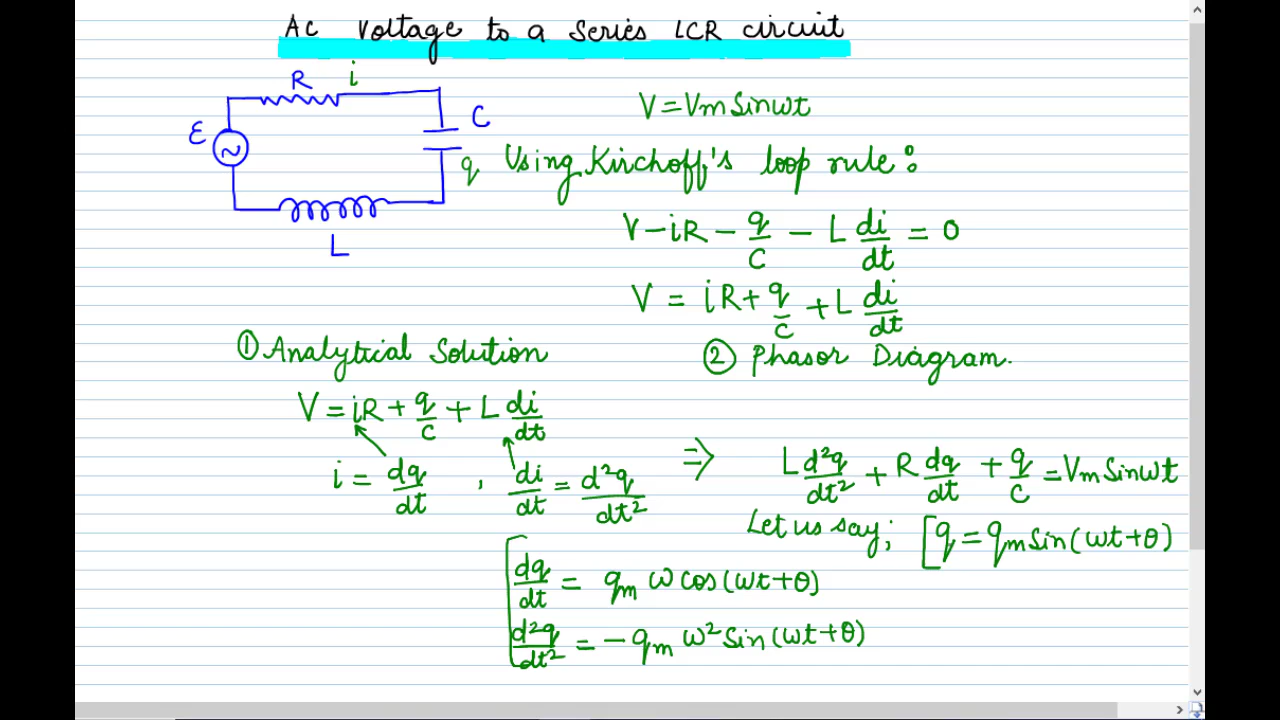 Ac Voltage to a Series LCR circuit
R i
ε C
q
L
V = Vm Sinωt
Using Kirchoff's loop rule:
V - iR - q/C - L di/dt = 0
V = iR + q/C + L di/dt
① Analytical Solution
② Phasor Diagram.
V = iR + q/C + L di/dt
i = dq/dt , di/dt = d²q/dt²
⇒ L d²q/dt² + R dq/dt + q/C = Vm Sinωt
Let us say; [q = qm Sin(ωt+θ)
dq/dt = qm ω cos(ωt+θ)
d²q/dt² = - qm ω² Sin(ωt+θ)